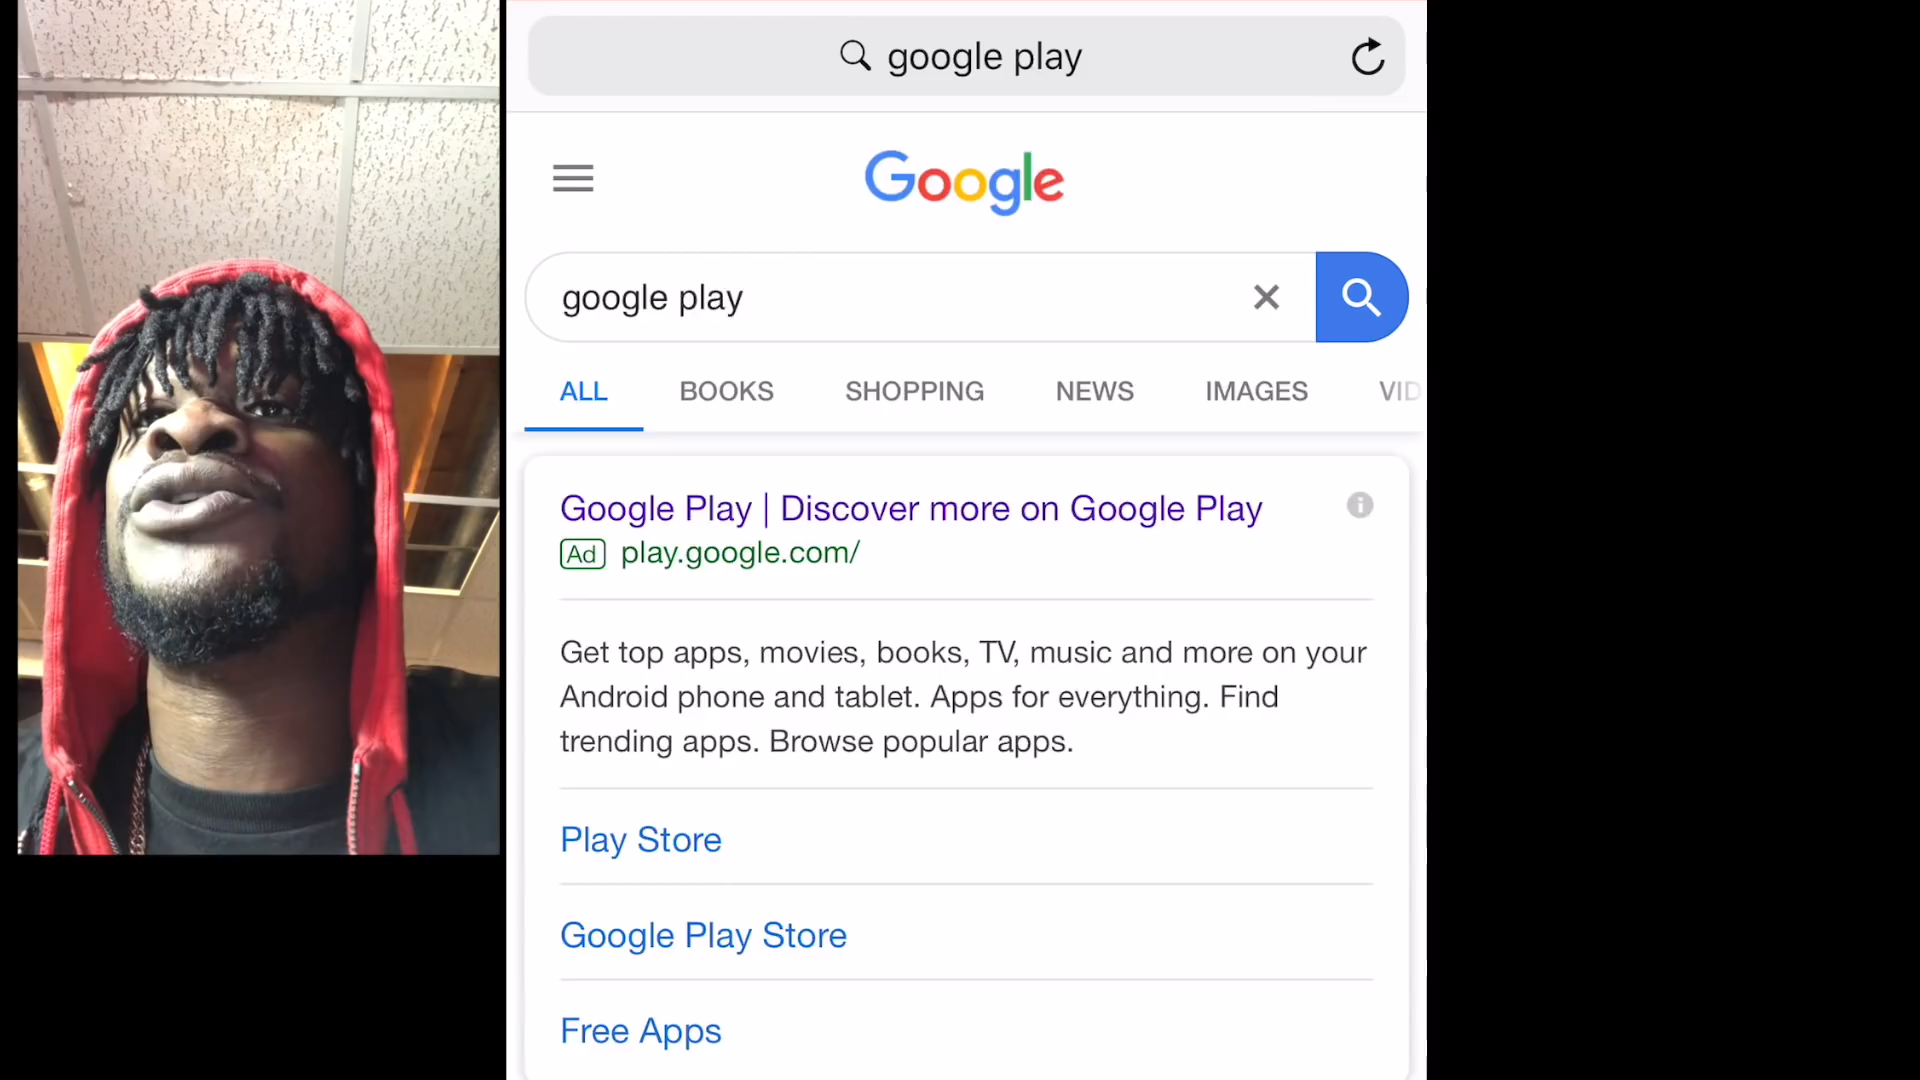 google play
Google
google play
ALL BOOKS SHOPPING NEWS IMAGES VID
Google Play | Discover more on Google Play
Ad play.google.com/
Get top apps, movies, books, TV, music and more on your
Android phone and tablet. Apps for everything. Find
trending apps. Browse popular apps.
Play Store
Google Play Store
Free Apps